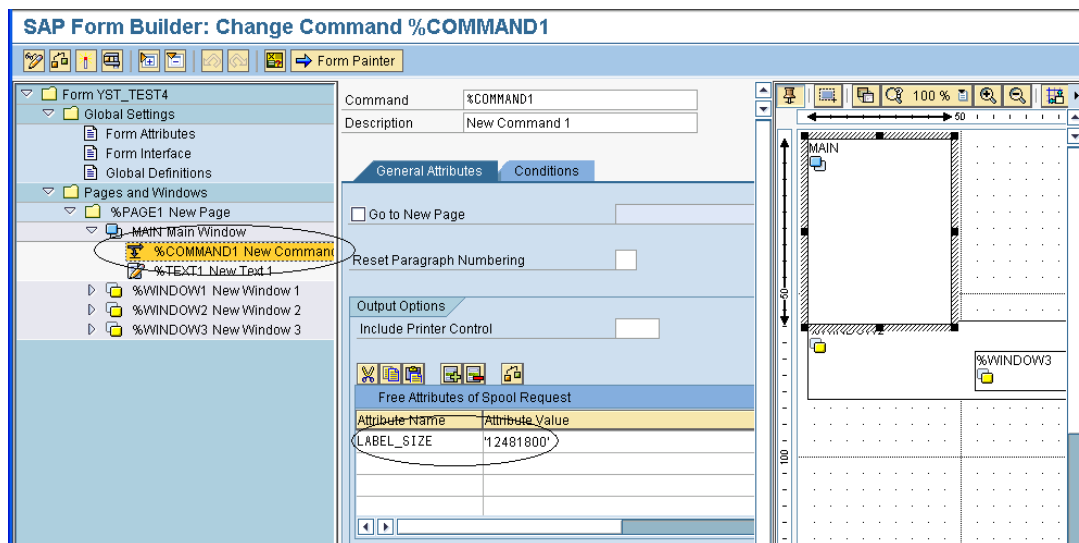 SAP Form Builder: Change Command %COMMAND1
Form Painter
Form YST_TEST4
Global Settings
Form Attributes
Form Interface
Global Definitions
Pages and Windows
%PAGE1 New Page
MAIN Main Window
%COMMAND1 New Command
%TEXT1 New Text 1
%WINDOW1 New Window 1
%WINDOW2 New Window 2
%WINDOW3 New Window 3
Command %COMMAND1
Description New Command 1
General Attributes Conditions
Go to New Page
Reset Paragraph Numbering
Output Options
Include Printer Control
Free Attributes of Spool Request
Attribute Name Attribute Value
LABEL_SIZE '12481800'
100 %
50
MAIN
50
%WINDOW2
%WINDOW3
100